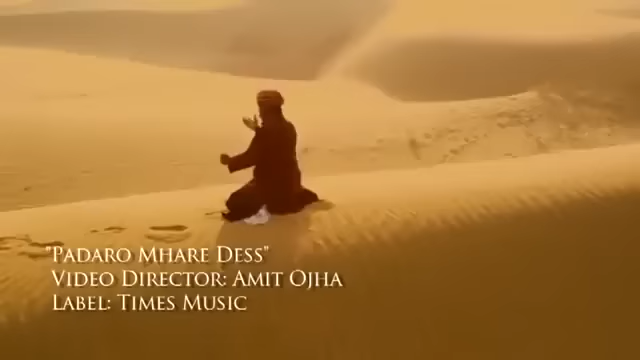 "Padaro Mhare Dess"
Video Director: Amit Ojha
Label: Times Music